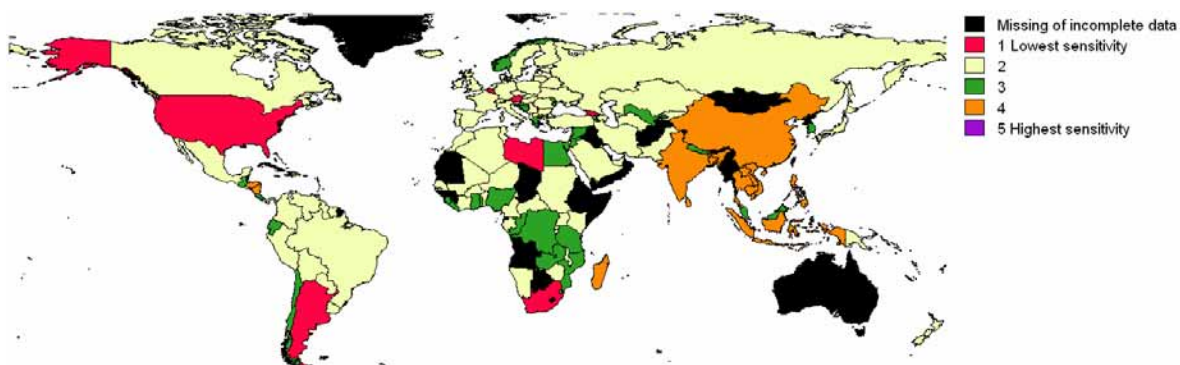 Missing of incomplete data
1 Lowest sensitivity
2
3
4
5 Highest sensitivity